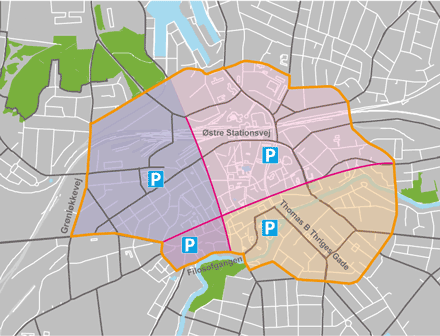 Østre Stationsvej
P
P
Grønløkkevej
Thomas B Thriges Gade
P
P
Filosofgangen